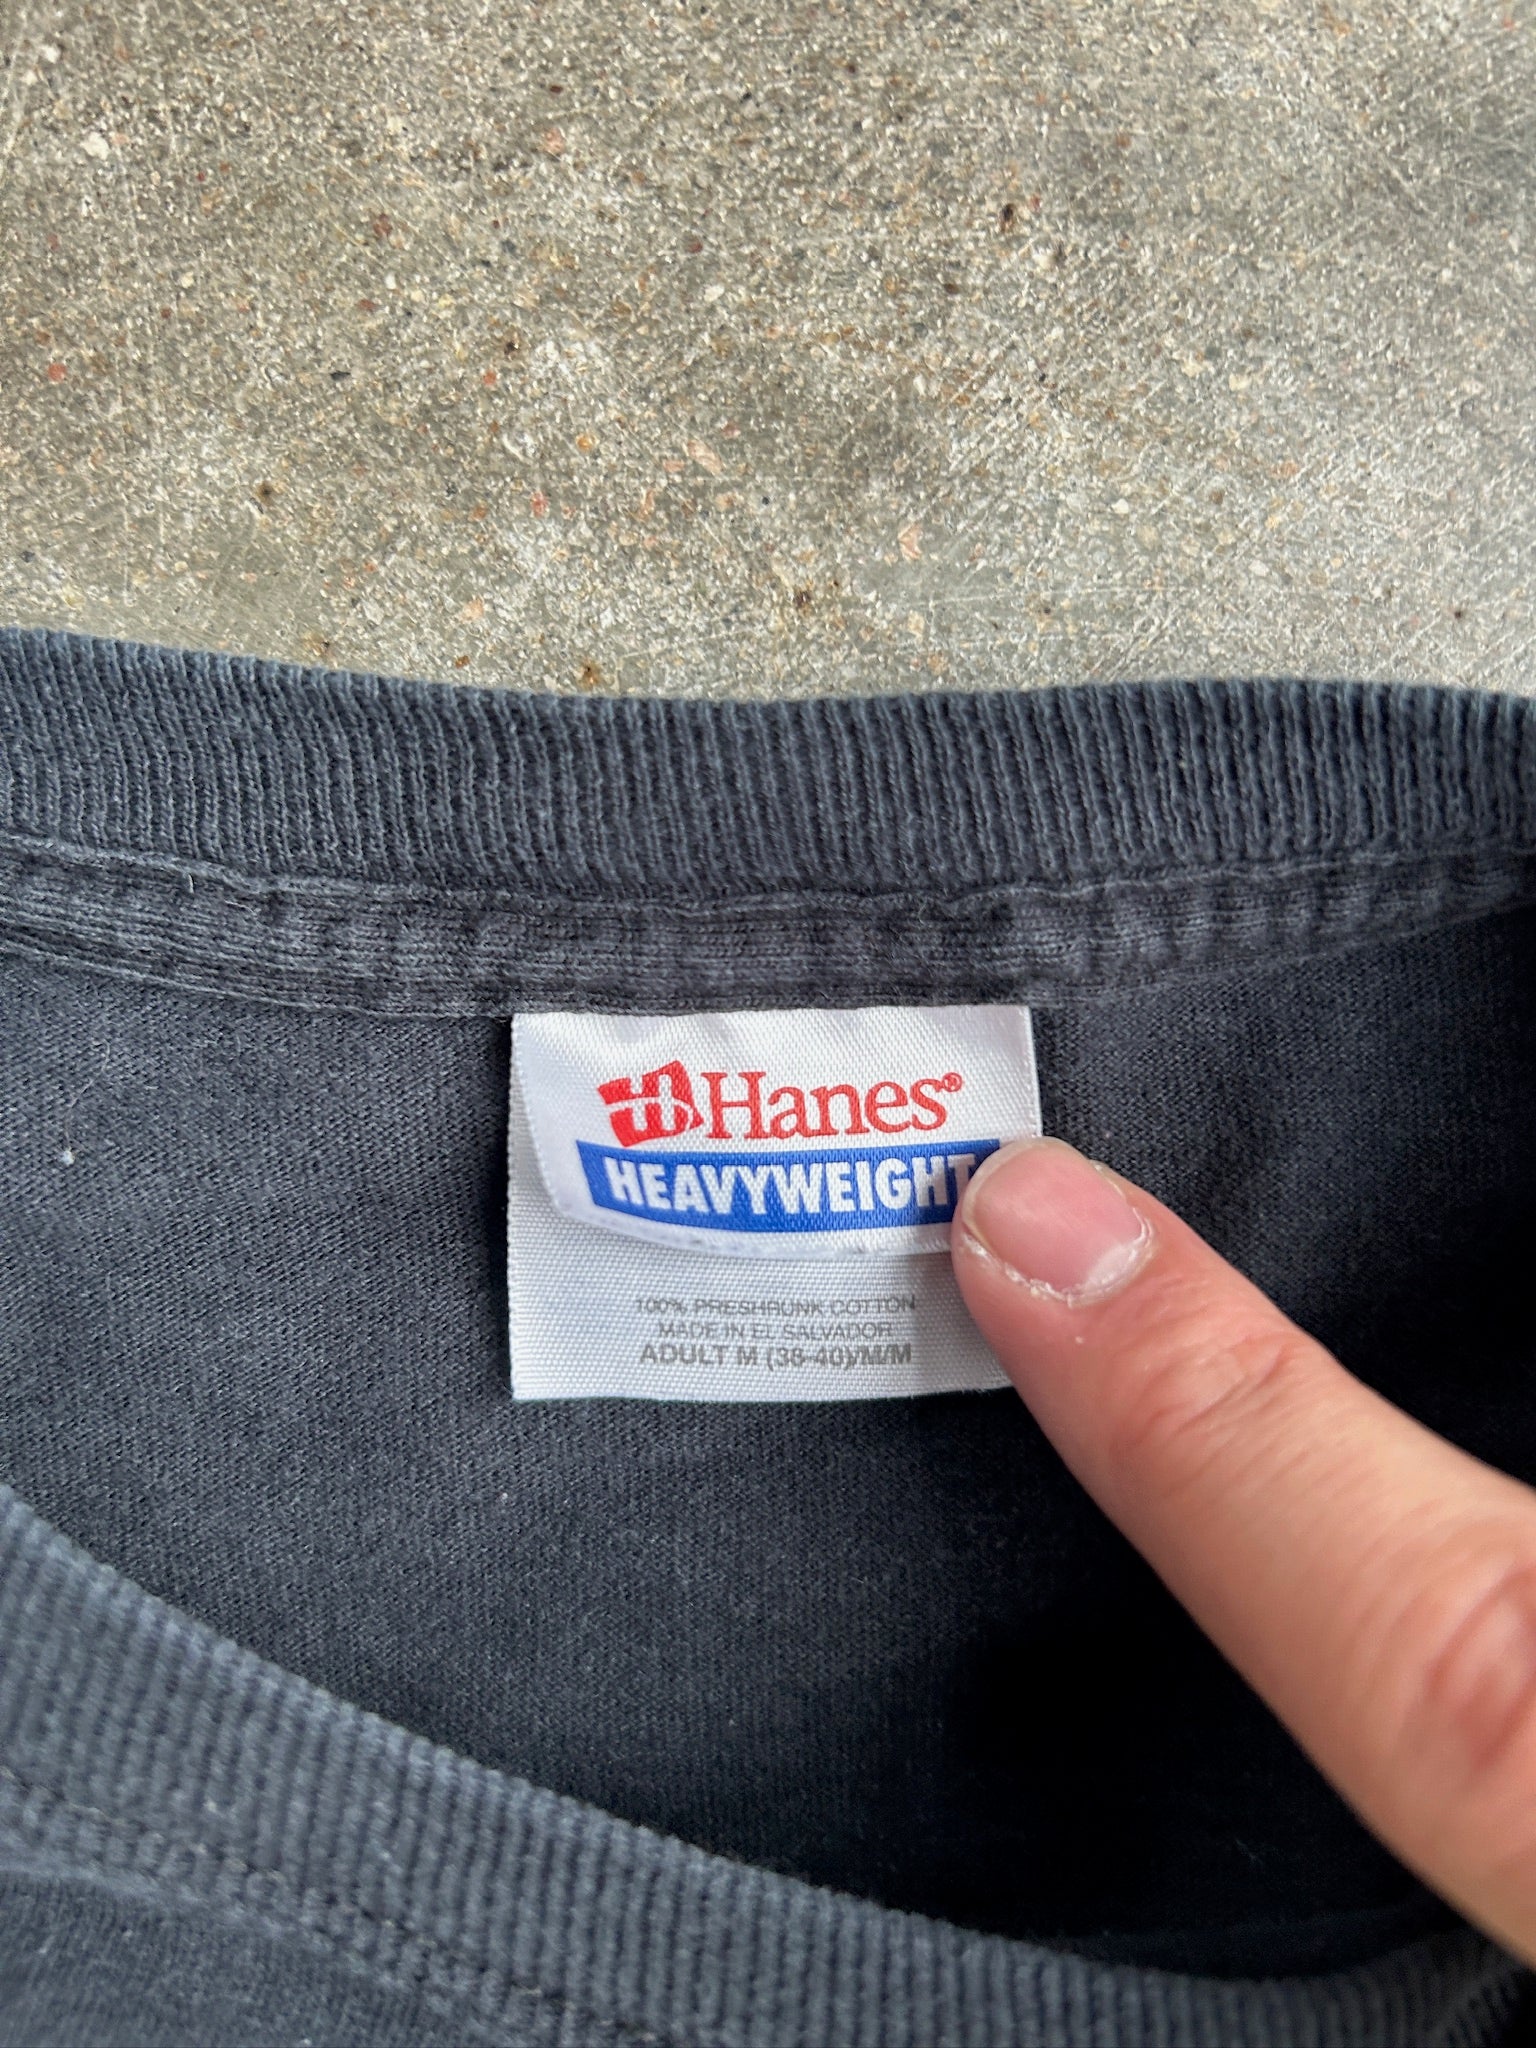 Hanes®
HEAVYWEIGHT
100% PRESHRUNK COTTON
MADE IN EL SALVADOR
ADULT M (38-40)/M/M